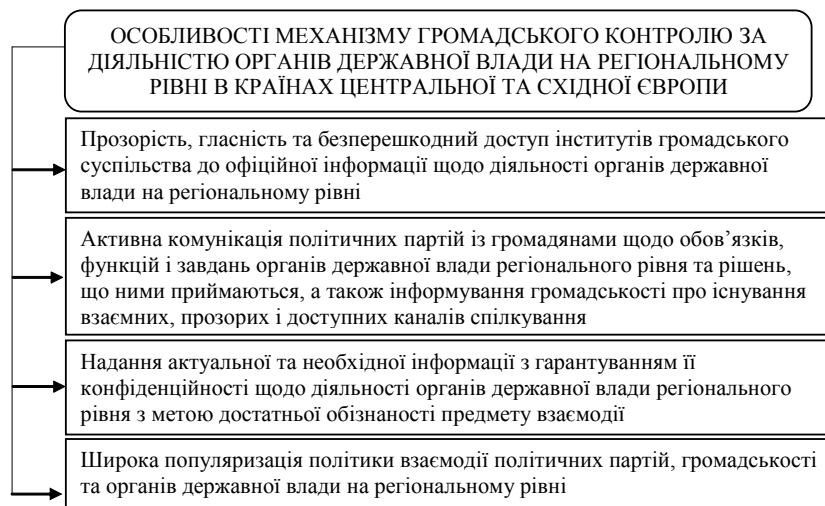 ОСОБЛИВОСТІ МЕХАНІЗМУ ГРОМАДСЬКОГО КОНТРОЛЮ ЗА
ДІЯЛЬНІСТЮ ОРГАНІВ ДЕРЖАВНОЇ ВЛАДИ НА РЕГІОНАЛЬНОМУ
РІВНІ В КРАЇНАХ ЦЕНТРАЛЬНОЇ ТА СХІДНОЇ ЄВРОПИ
Прозорість, гласність та безперешкодний доступ інститутів громадського
суспільства до офіційної інформації щодо діяльності органів державної
влади на регіональному рівні
Активна комунікація політичних партій із громадянами щодо обов’язків,
функцій і завдань органів державної влади регіонального рівня та рішень,
що ними приймаються, а також інформування громадськості про існування
взаємних, прозорих і доступних каналів спілкування
Надання актуальної та необхідної інформації з гарантуванням її
конфіденційності щодо діяльності органів державної влади регіонального
рівня з метою достатньої обізнаності предмету взаємодії
Широка популяризація політики взаємодії політичних партій, громадськості
та органів державної влади на регіональному рівні